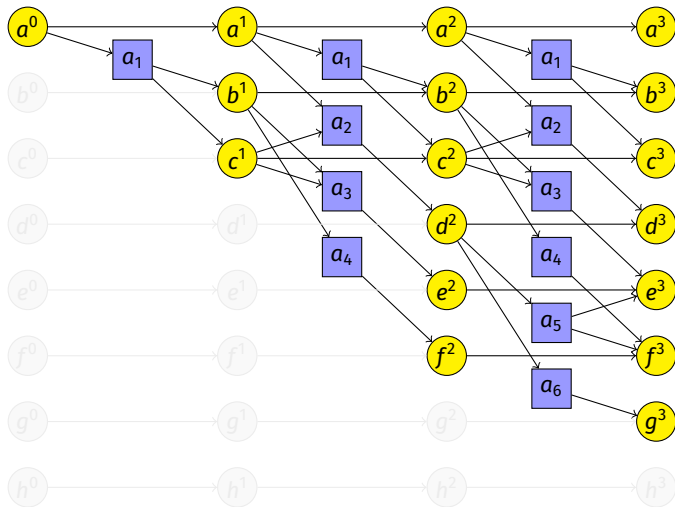 a⁰ a¹ a² a³
a₁ a₁ a₁
b⁰ b¹ b² b³
a₂ a₂
c⁰ c¹ c² c³
a₃ a₃
d⁰ d¹ d² d³
a₄ a₄
e⁰ e¹ e² e³
a₅
f⁰ f¹ f² f³
a₆
g⁰ g¹ g² g³
h⁰ h¹ h² h³